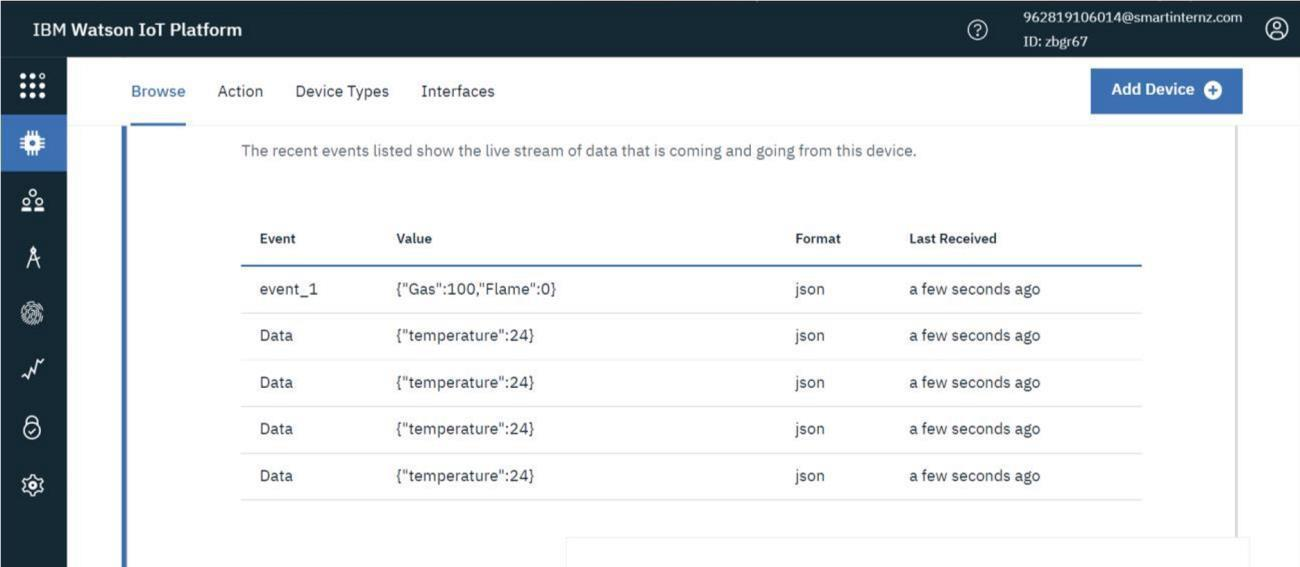 IBM Watson IoT Platform
962819106014@smartinternz.com
ID: zbgr67
Browse Action Device Types Interfaces
Add Device
The recent events listed show the live stream of data that is coming and going from this device.
Event Value Format Last Received
event_1 {"Gas":100,"Flame":0} json a few seconds ago
Data {"temperature":24} json a few seconds ago
Data {"temperature":24} json a few seconds ago
Data {"temperature":24} json a few seconds ago
Data {"temperature":24} json a few seconds ago